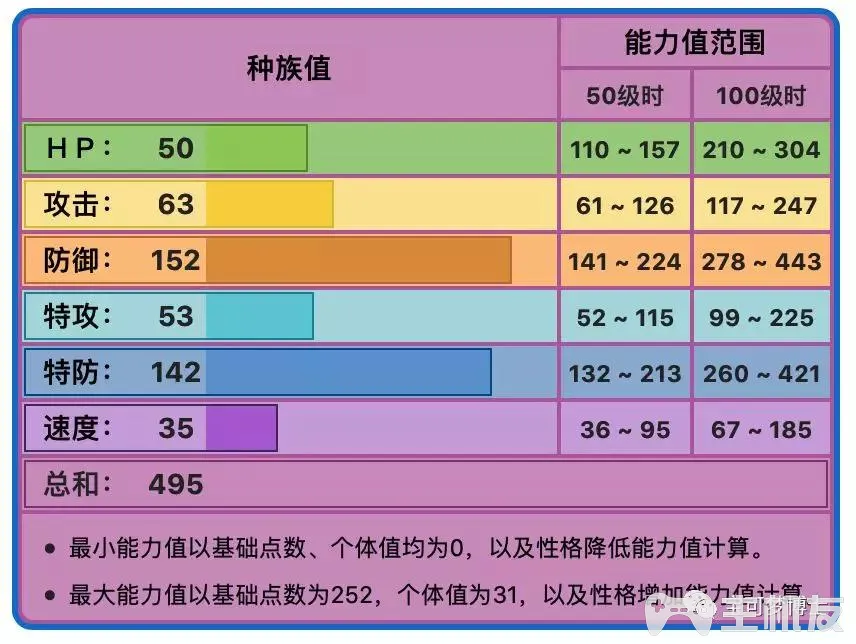 种族值
能力值范围
50级时 100级时
HP: 50 110 ~ 157 210 ~ 304
攻击: 63 61 ~ 126 117 ~ 247
防御: 152 141 ~ 224 278 ~ 443
特攻: 53 52 ~ 115 99 ~ 225
特防: 142 132 ~ 213 260 ~ 421
速度: 35 36 ~ 95 67 ~ 185
总和: 495
• 最小能力值以基础点数、个体值均为0，以及性格降低能力值计算。
• 最大能力值以基础点数为252，个体值为31，以及性格增加能力值计算
主机友